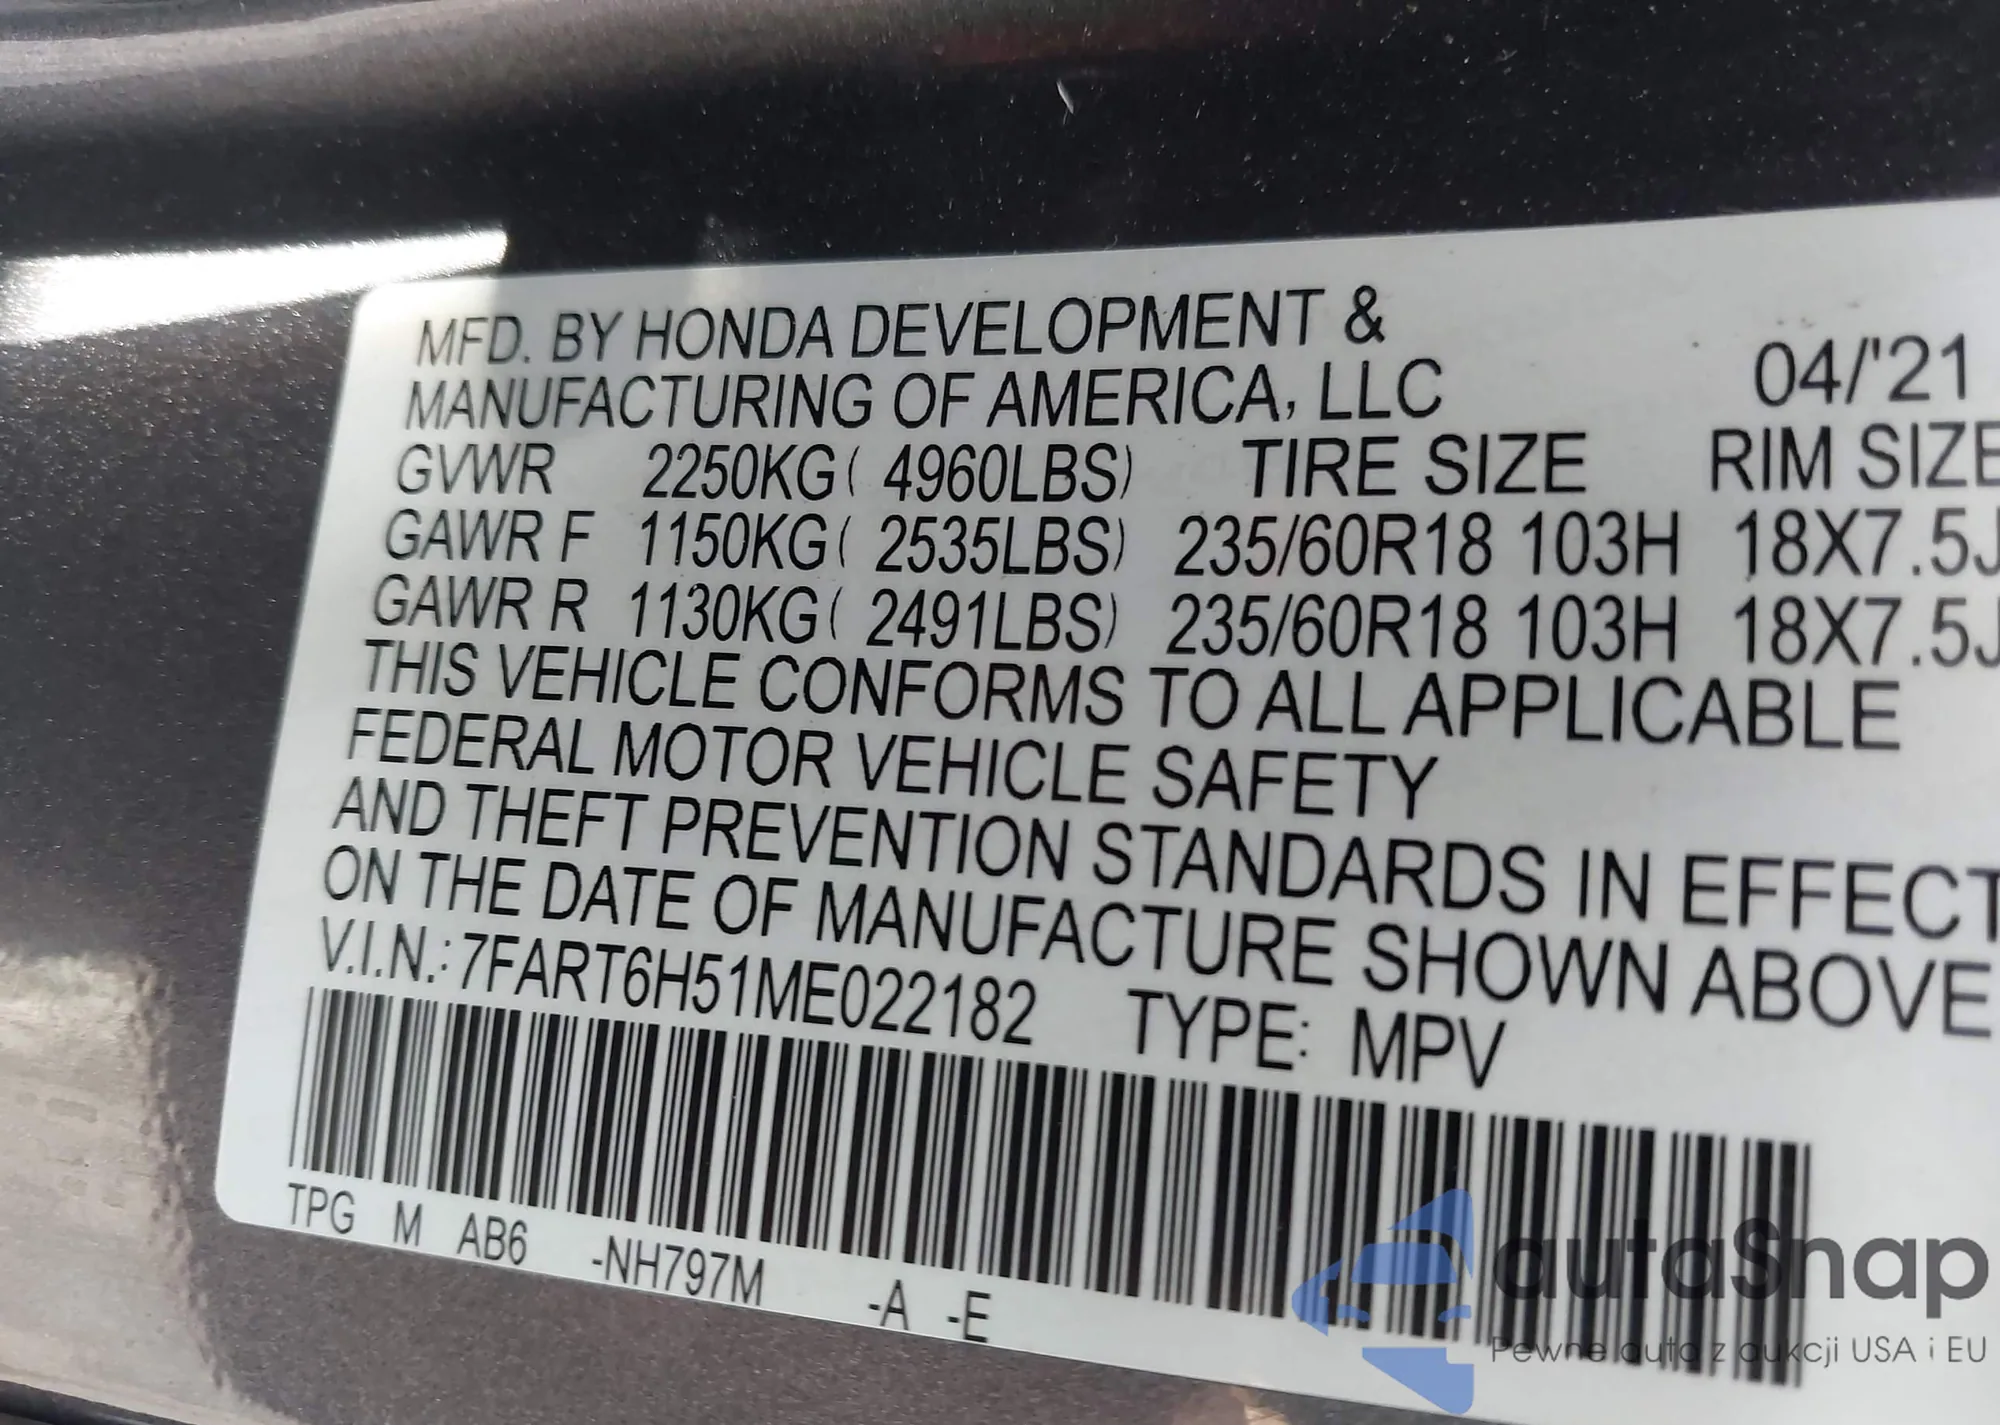 MFD. BY HONDA DEVELOPMENT &
MANUFACTURING OF AMERICA, LLC 04/'21
GVWR 2250KG( 4960LBS) TIRE SIZE RIM SIZE
GAWR F 1150KG( 2535LBS) 235/60R18 103H 18X7.5J
GAWR R 1130KG( 2491LBS) 235/60R18 103H 18X7.5J
THIS VEHICLE CONFORMS TO ALL APPLICABLE
FEDERAL MOTOR VEHICLE SAFETY
AND THEFT PREVENTION STANDARDS IN EFFECT
ON THE DATE OF MANUFACTURE SHOWN ABOVE
V.I.N.: 7FART6H51ME022182 TYPE: MPV
TPG M AB6 -NH797M -A -E
autaSnap
Pewne auta z aukcji USA i EU